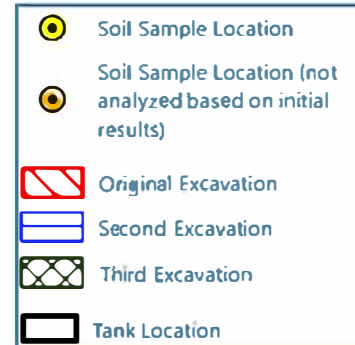 Soil Sample Location
Soil Sample Location (not
analyzed based on initial
results)
Original Excavation
Second Excavation
Third Excavation
Tank Location